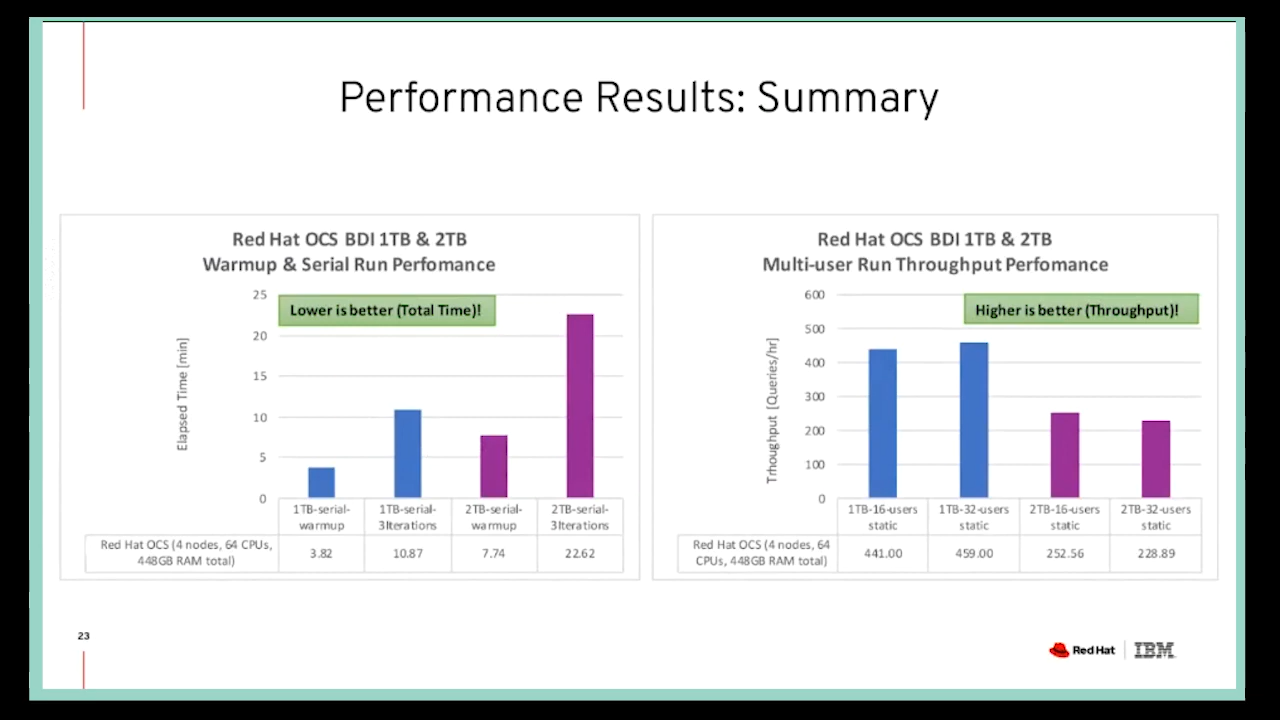 Performance Results: Summary
Red Hat OCS BDI 1TB & 2TB
Warmup & Serial Run Perfomance
Lower is better (Total Time)!
Elapsed Time [min]
25
20
15
10
5
0
1TB-serial-warmup
1TB-serial-3Iterations
2TB-serial-warmup
2TB-serial-3Iterations
Red Hat OCS (4 nodes, 64 CPUs,
448GB RAM total)
3.82
10.87
7.74
22.62
Red Hat OCS BDI 1TB & 2TB
Multi-user Run Throughput Perfomance
Higher is better (Throughput)!
Trhoughput [Queries/hr]
600
500
400
300
200
100
0
1TB-16-users
static
1TB-32-users
static
2TB-16-users
static
2TB-32-users
static
Red Hat OCS (4 nodes, 64
CPUs, 448GB RAM total)
441.00
459.00
252.56
228.89
23
Red Hat
IBM